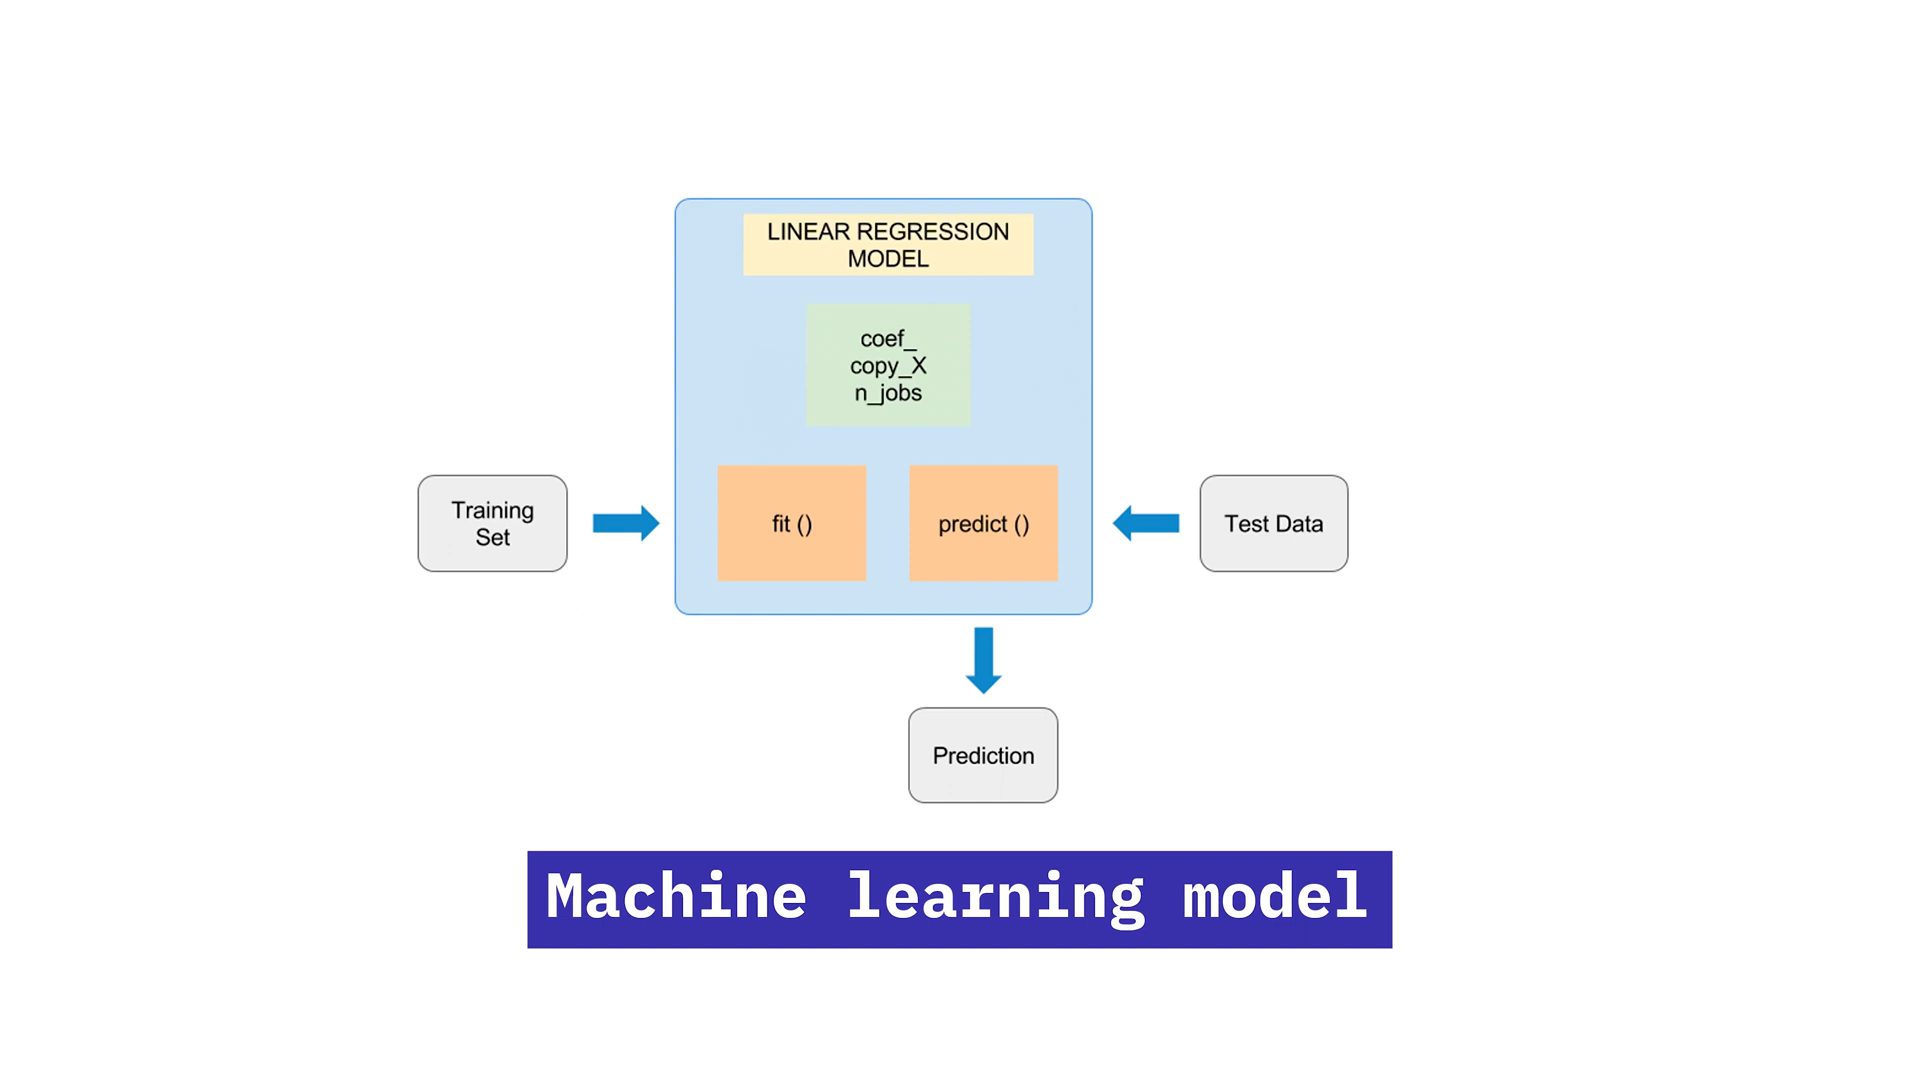 LINEAR REGRESSION
MODEL
coef_
copy_X
n_jobs
Training
Set
fit ()
predict ()
Test Data
Prediction
Machine learning model